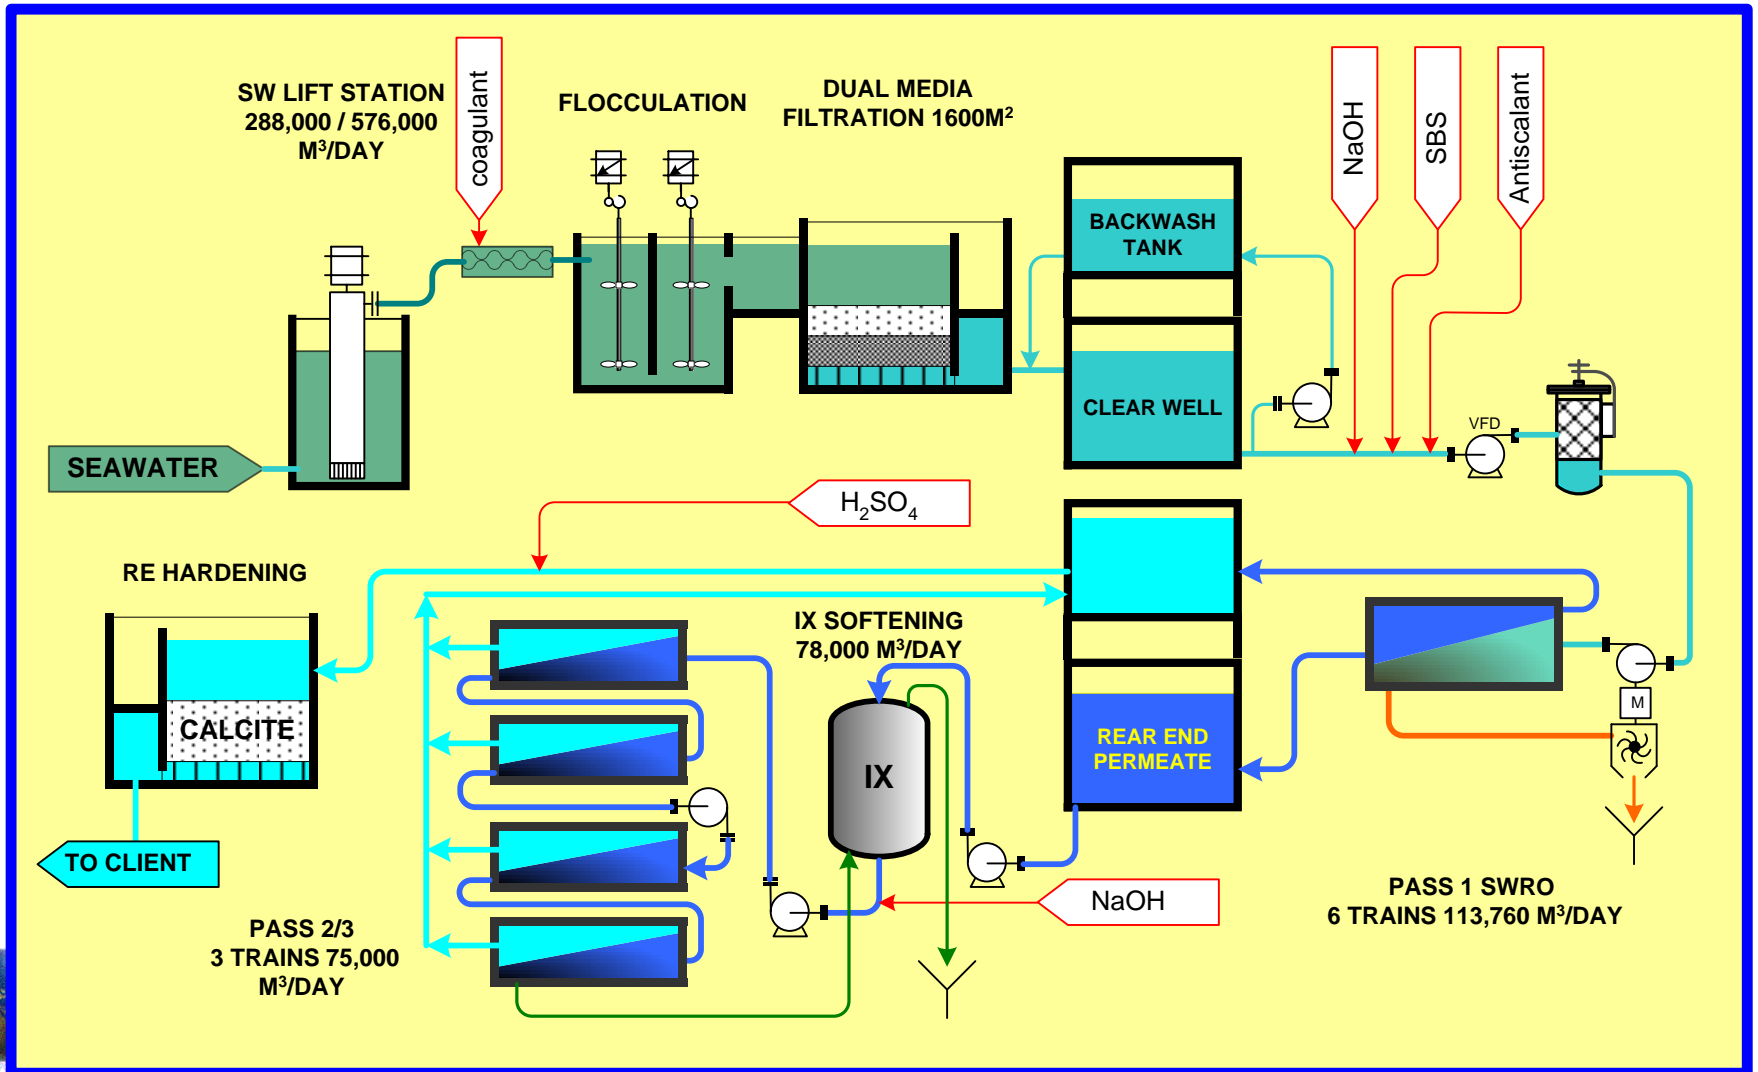 SW LIFT STATION
288,000 / 576,000
M³/DAY
coagulant
FLOCCULATION
DUAL MEDIA
FILTRATION 1600M²
BACKWASH
TANK
CLEAR WELL
NaOH
SBS
Antiscalant
VFD
SEAWATER
H₂SO₄
RE HARDENING
CALCITE
TO CLIENT
IX SOFTENING
78,000 M³/DAY
IX
REAR END
PERMEATE
M
NaOH
PASS 1 SWRO
6 TRAINS 113,760 M³/DAY
PASS 2/3
3 TRAINS 75,000
M³/DAY